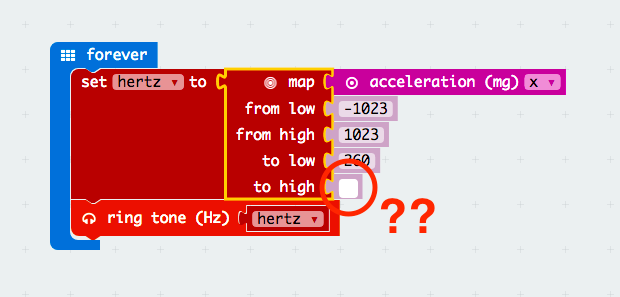 forever
set hertz ▾ to map acceleration (mg) x ▾
from low -1023
from high 1023
to low 260
to high
??
ring tone (Hz) hertz ▾